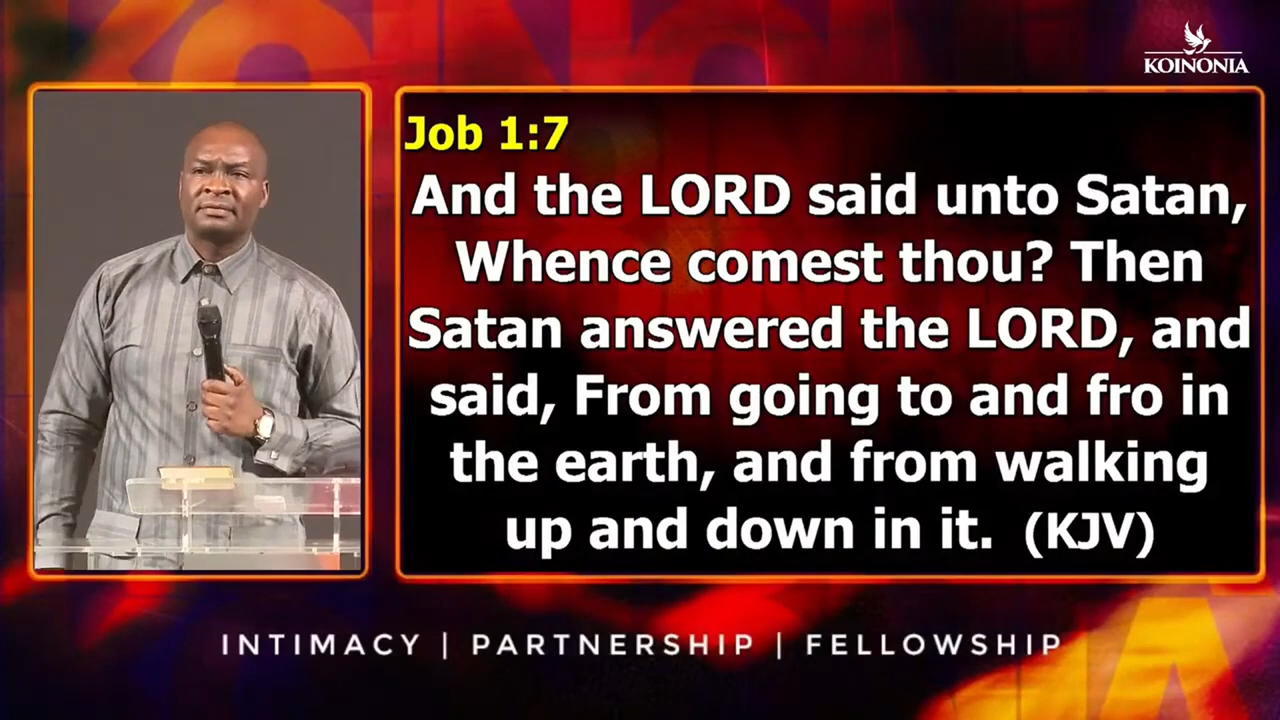 KOINONIA
Job 1:7
And the LORD said unto Satan,
Whence comest thou? Then
Satan answered the LORD, and
said, From going to and fro in
the earth, and from walking
up and down in it. (KJV)
INTIMACY | PARTNERSHIP | FELLOWSHIP